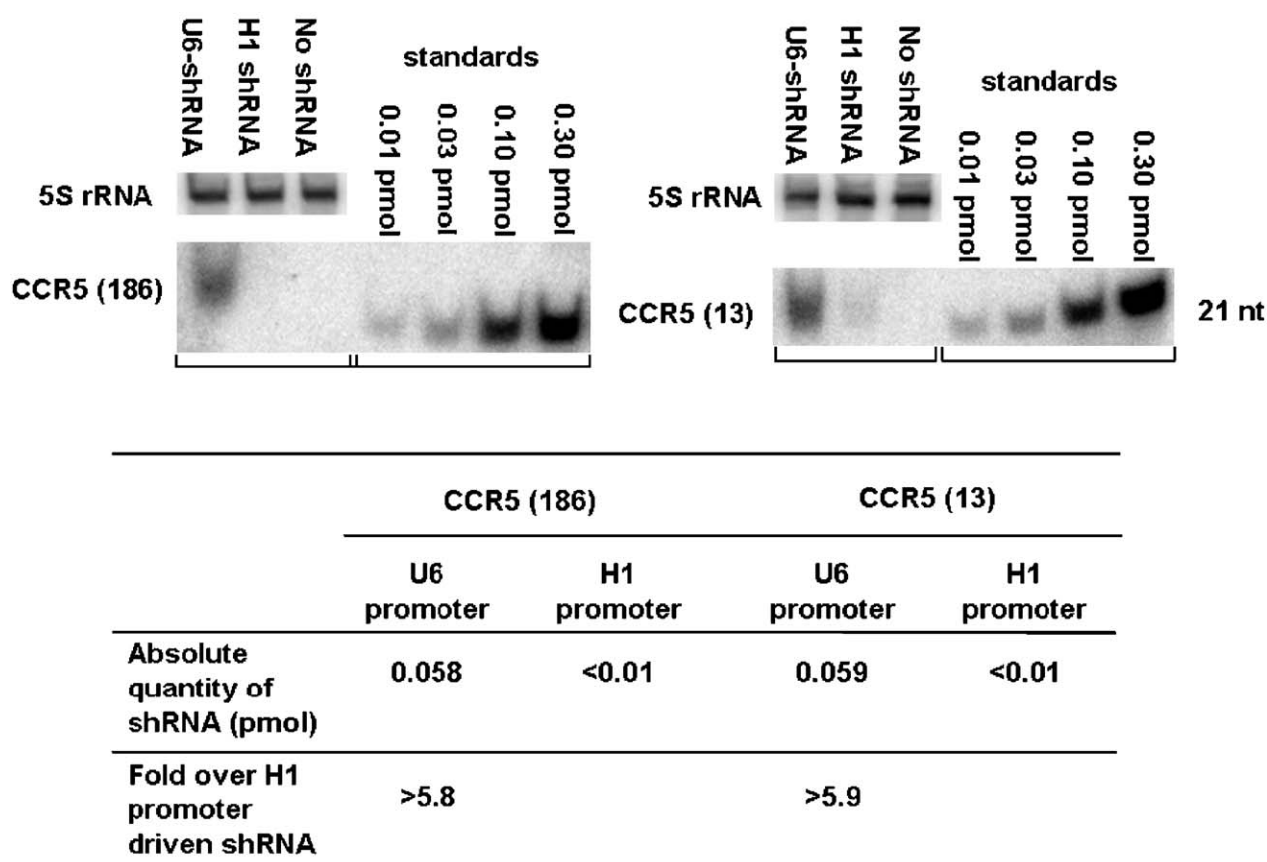 U6-shRNA
H1 shRNA
No shRNA
standards
0.01 pmol
0.03 pmol
0.10 pmol
0.30 pmol
5S rRNA
CCR5 (186)
U6-shRNA
H1 shRNA
No shRNA
standards
0.01 pmol
0.03 pmol
0.10 pmol
0.30 pmol
5S rRNA
CCR5 (13)
21 nt
CCR5 (186) CCR5 (13)
U6 H1 U6 H1
promoter promoter promoter promoter
Absolute
quantity of 0.058 <0.01 0.059 <0.01
shRNA (pmol)
Fold over H1
promoter >5.8 >5.9
driven shRNA